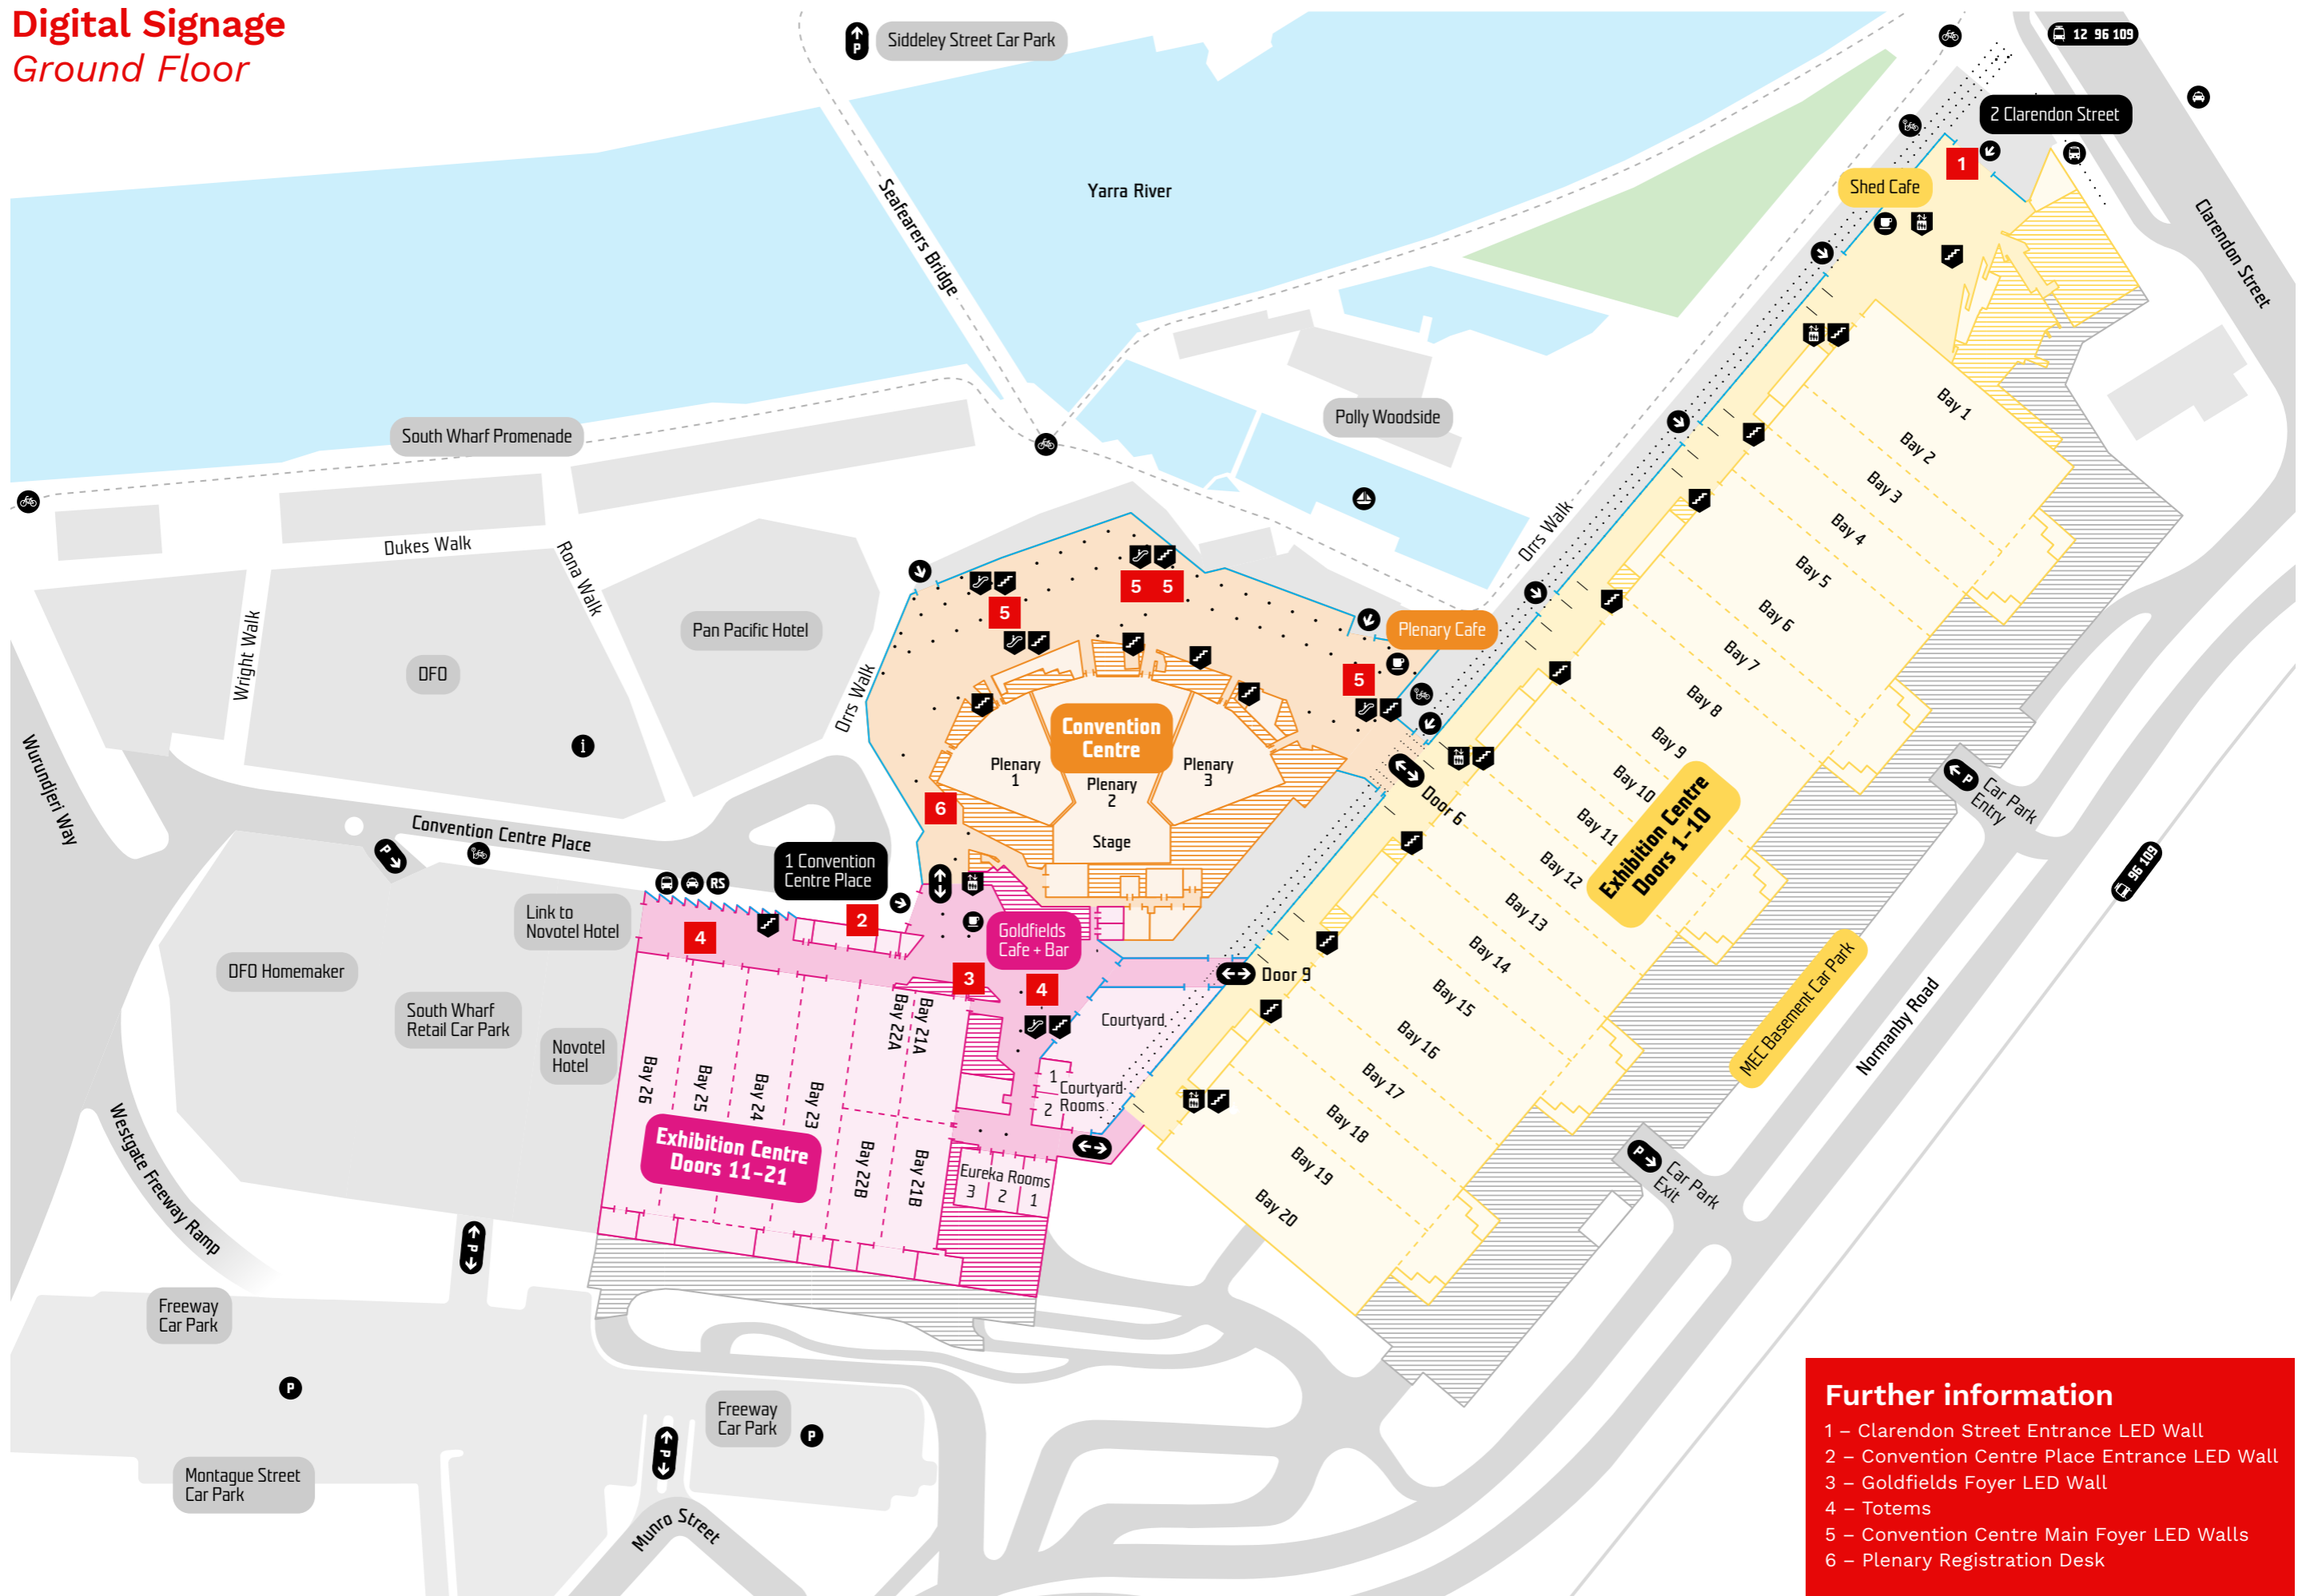 Digital Signage
Ground Floor
P
Siddeley Street Car Park
12 96 109
2 Clarendon Street
1
Shed Cafe
Yarra River
Seafarers Bridge
Clarendon Street
South Wharf Promenade
Polly Woodside
Dukes Walk
Rona Walk
Orrs Walk
Wright Walk
Pan Pacific Hotel
DFO
Orrs Walk
Wurundjeri Way
i
5
5 5
5
Plenary Cafe
Convention
Centre
Plenary
1
Plenary
2
Plenary
3
Stage
6
Bay 1
Bay 2
Bay 3
Bay 4
Bay 5
Bay 6
Bay 7
Bay 8
Bay 9
Bay 10
Bay 11
Bay 12
Bay 13
Bay 14
Bay 15
Bay 16
Bay 17
Bay 18
Bay 19
Bay 20
Exhibition Centre
Doors 1-10
Door 6
Door 9
P
Car Park
Entry
96 109
MEC Basement Car Park
Normanby Road
P
Car Park
Exit
Convention Centre Place
P
1 Convention
Centre Place
RS
2
4
Link to
Novotel Hotel
DFO Homemaker
South Wharf
Retail Car Park
Novotel
Hotel
Goldfields
Cafe + Bar
3
4
Courtyard
1
2
Courtyard
Rooms
Bay 26
Bay 25
Bay 24
Bay 23
Bay 22A
Bay 21A
Bay 22B
Bay 21B
Exhibition Centre
Doors 11-21
Eureka Rooms
3
2
1
Westgate Freeway Ramp
P
Freeway
Car Park
P
Montague Street
Car Park
Freeway
Car Park
P
P
Munro Street
Further information
1 – Clarendon Street Entrance LED Wall
2 – Convention Centre Place Entrance LED Wall
3 – Goldfields Foyer LED Wall
4 – Totems
5 – Convention Centre Main Foyer LED Walls
6 – Plenary Registration Desk